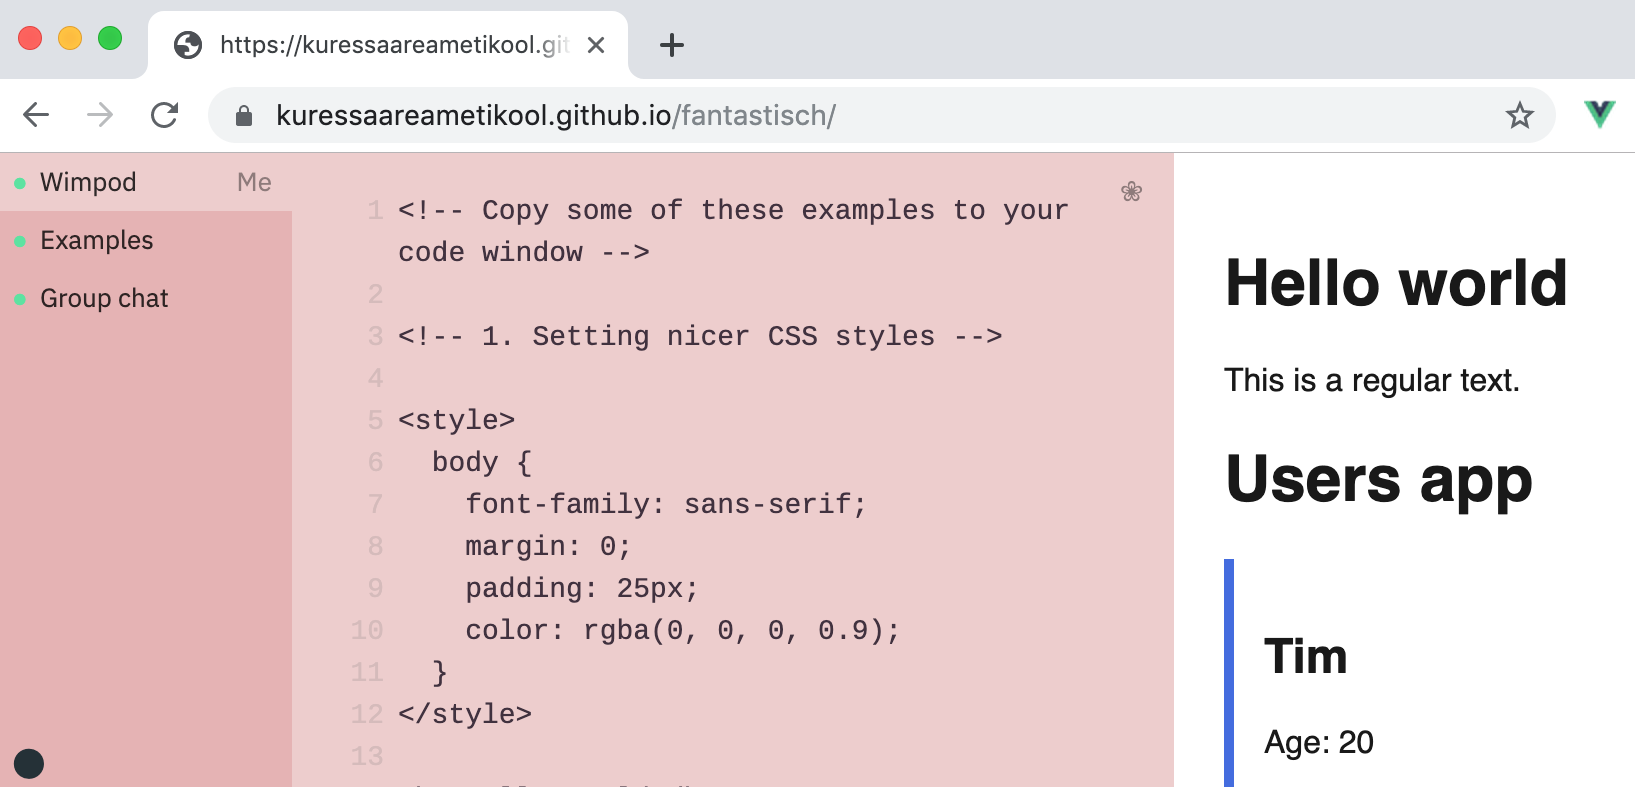 https://kuressaareametikool.git
kuressaareametikool.github.io/fantastisch/
Wimpod Me
Examples
Group chat
1 <!-- Copy some of these examples to your
code window -->
2
3 <!-- 1. Setting nicer CSS styles -->
4
5 <style>
6 body {
7 font-family: sans-serif;
8 margin: 0;
9 padding: 25px;
10 color: rgba(0, 0, 0, 0.9);
11 }
12 </style>
13
Hello world
This is a regular text.
Users app
Tim
Age: 20